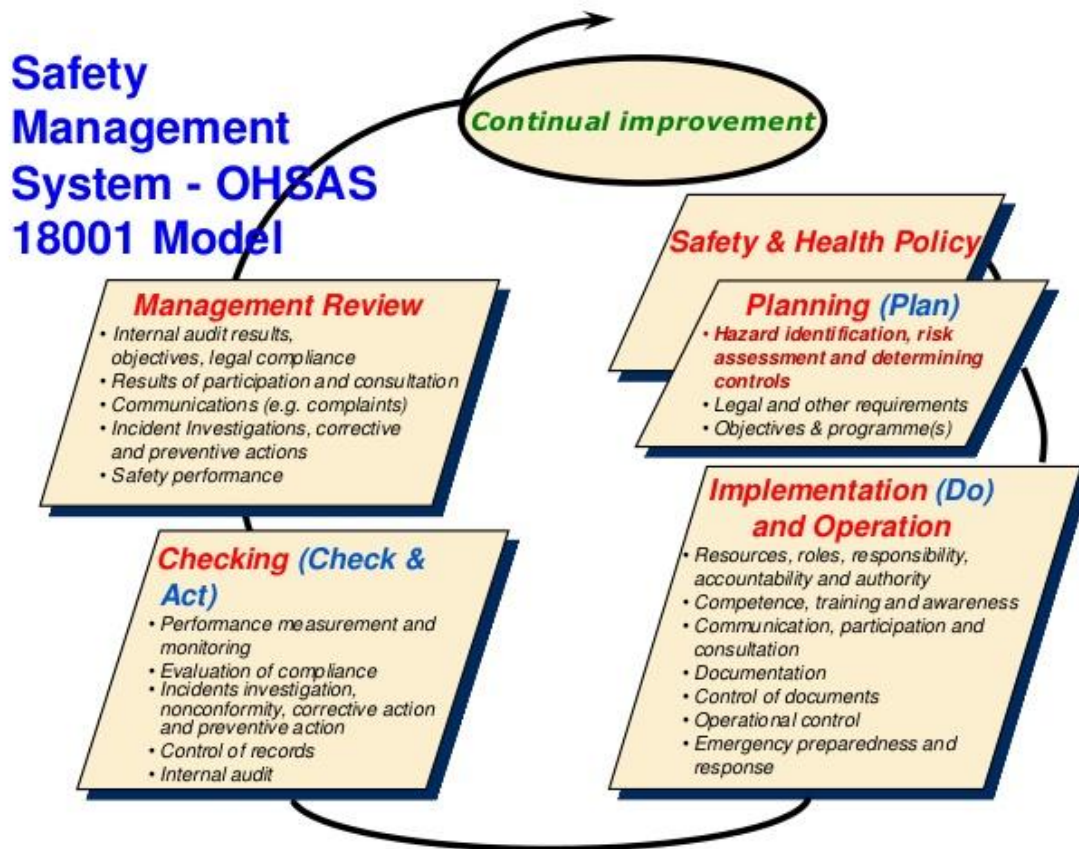 Safety
Management
System - OHSAS
18001 Model
Continual improvement
Safety & Health Policy
Planning (Plan)
• Hazard identification, risk
assessment and determining
controls
• Legal and other requirements
• Objectives & programme(s)
Implementation (Do)
and Operation
• Resources, roles, responsibility,
accountability and authority
• Competence, training and awareness
• Communication, participation and
consultation
• Documentation
• Control of documents
• Operational control
• Emergency preparedness and
response
Checking (Check &
Act)
• Performance measurement and
monitoring
• Evaluation of compliance
• Incidents investigation,
nonconformity, corrective action
and preventive action
• Control of records
• Internal audit
Management Review
• Internal audit results,
objectives, legal compliance
• Results of participation and consultation
• Communications (e.g. complaints)
• Incident Investigations, corrective
and preventive actions
• Safety performance